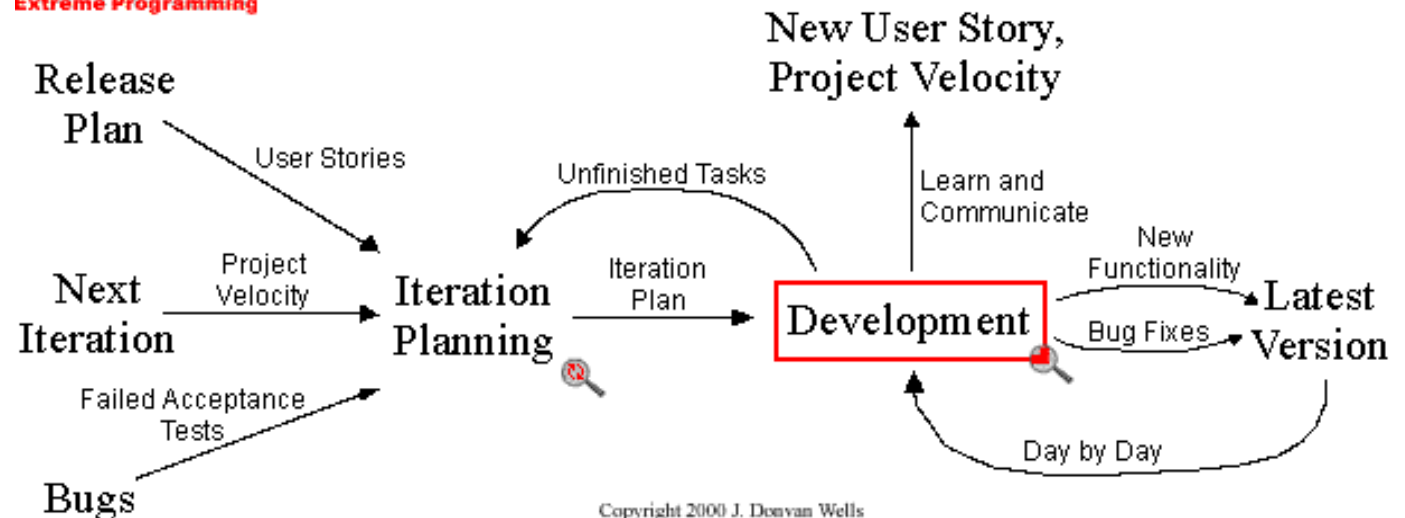 Extreme Programming
New User Story,
Project Velocity
Release
Plan
User Stories
Unfinished Tasks
Learn and
Communicate
New
Functionality
Project
Velocity
Next
Iteration
Iteration
Planning
Iteration
Plan
Development
Bug Fixes
Latest
Version
Failed Acceptance
Tests
Day by Day
Bugs
Copyright 2000 J. Donvan Wells